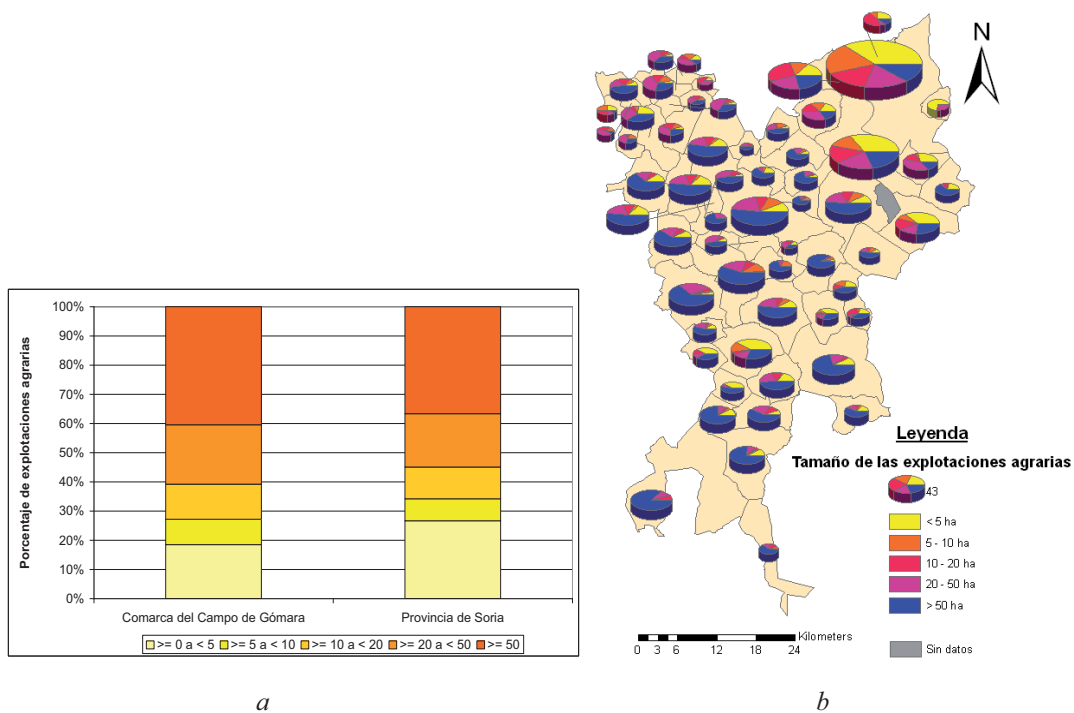 100%
90%
80%
70%
60%
50%
40%
30%
20%
10%
0%
Porcentaje de explotaciones agrarias
Comarca del Campo de Gómara
Provincia de Soria
>= 0 a < 5
>= 5 a < 10
>= 10 a < 20
>= 20 a < 50
>= 50
a
N
Leyenda
Tamaño de las explotaciones agrarias
43
< 5 ha
5 - 10 ha
10 - 20 ha
20 - 50 ha
> 50 ha
Sin datos
Kilometers
0 3 6 12 18 24
b